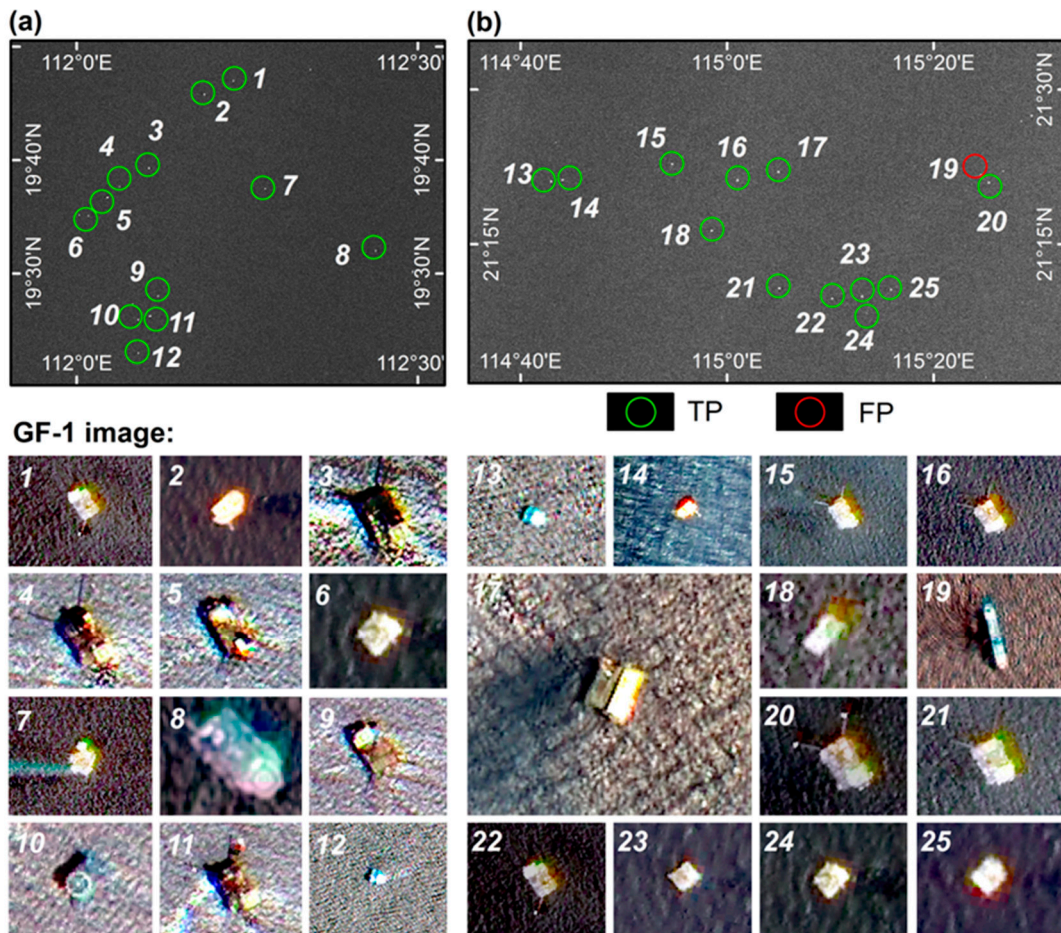 (a)
(b)
112°0'E
112°30'E
19°40'N
19°40'N
19°30'N
19°30'N
112°0'E
112°30'E
1
2
3
4
5
6
7
8
9
10
11
12
114°40'E
115°0'E
115°20'E
21°30'N
21°15'N
21°15'N
114°40'E
115°0'E
115°20'E
13
14
15
16
17
18
19
20
21
22
23
24
25
TP
FP
GF-1 image:
1
2
3
13
14
15
16
4
5
6
17
18
19
7
8
9
20
21
10
11
12
22
23
24
25